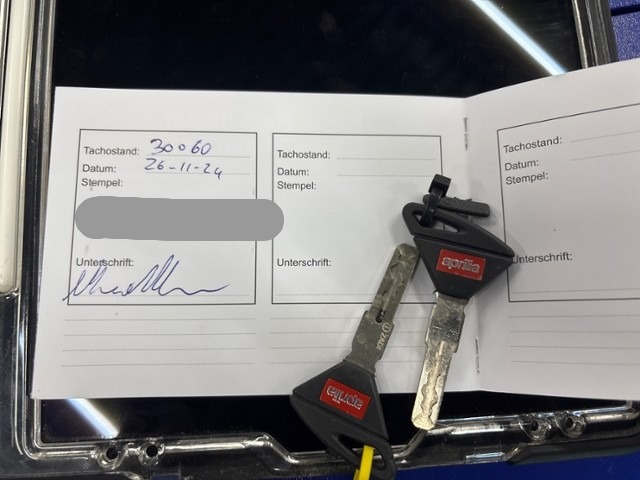 Tachostand: 30060
Datum: 26-11-24
Stempel:
Unterschrift:
Tachostand:
Datum:
Stempel:
Unterschrift:
Tachostand:
Datum:
Stempel:
Unterschrift:
aprilia
aprilia